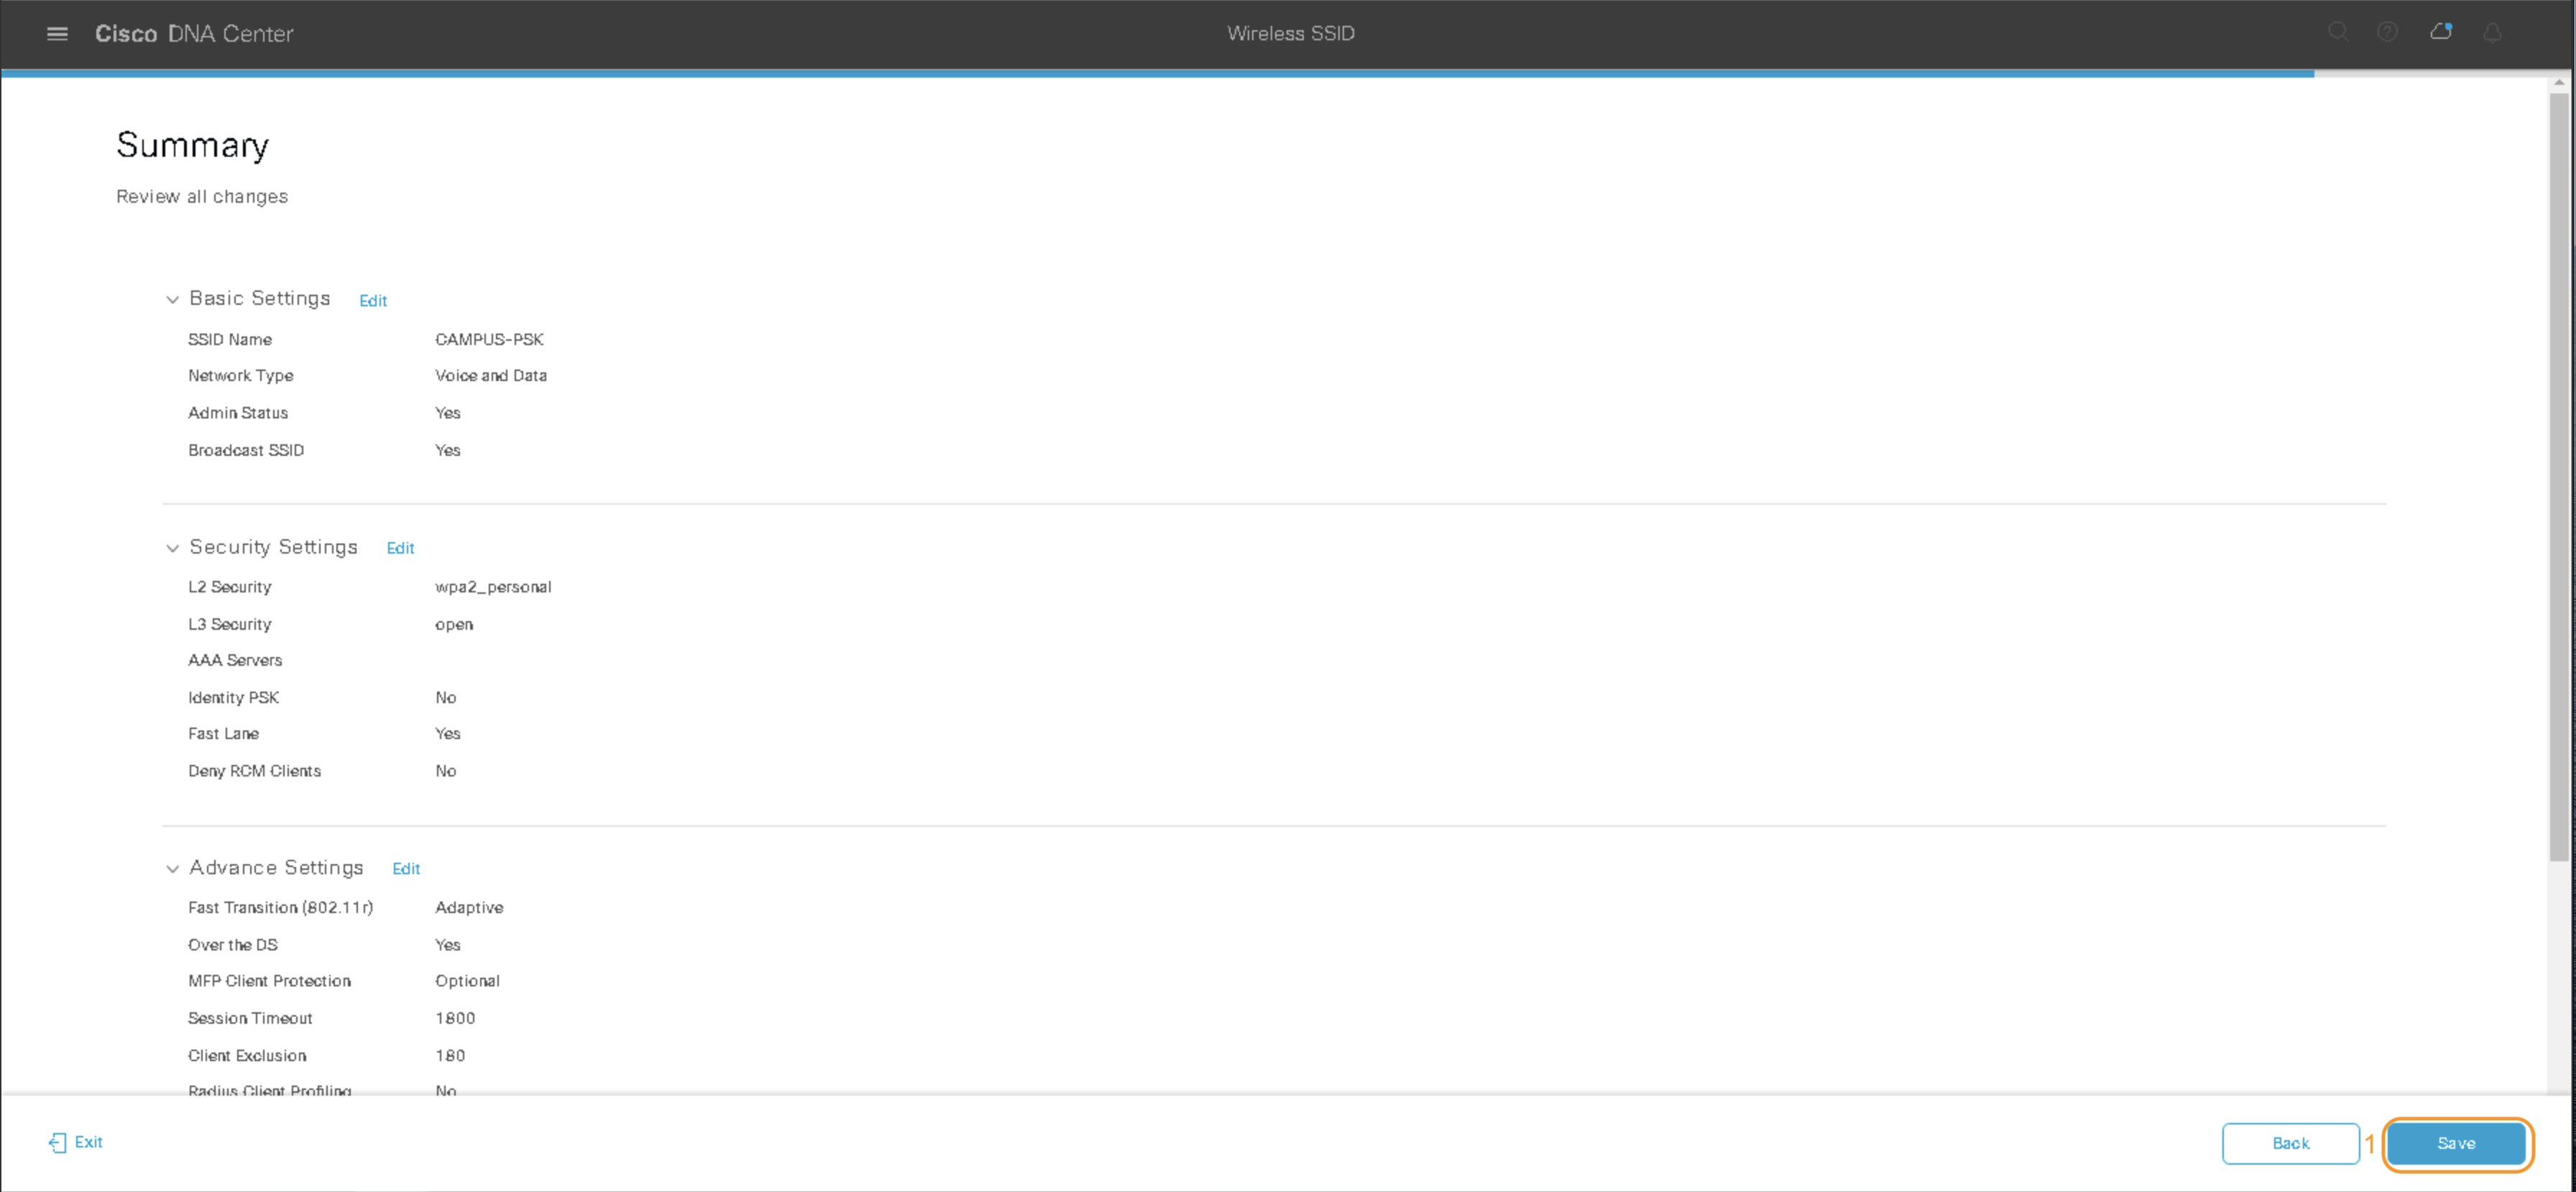 Cisco DNA Center
Wireless SSID
Summary
Review all changes
Basic Settings Edit
SSID Name CAMPUS-PSK
Network Type Voice and Data
Admin Status Yes
Broadcast SSID Yes
Security Settings Edit
L2 Security wpa2_personal
L3 Security open
AAA Servers
Identity PSK No
Fast Lane Yes
Deny RCM Clients No
Advance Settings Edit
Fast Transition (802.11r) Adaptive
Over the DS Yes
MFP Client Protection Optional
Session Timeout 1800
Client Exclusion 180
Radius Client Profiling No
Exit
Back 1 Save